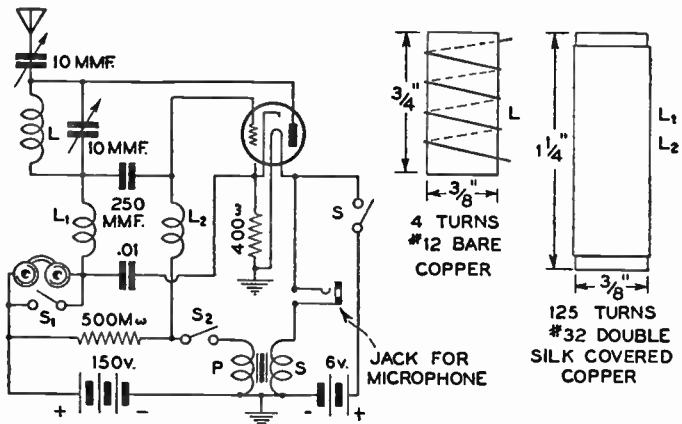 10 MMF.
L
10 MMF.
250
MMF.
L₁
L₂
.01
400ω
S
S₁
500Mω
S₂
P
S
150v.
+
-
6v.
-
+
JACK FOR
MICROPHONE
3/4"
L
3/8"
4 TURNS
#12 BARE
COPPER
1 1/4"
L₁
L₂
3/8"
125 TURNS
#32 DOUBLE
SILK COVERED
COPPER